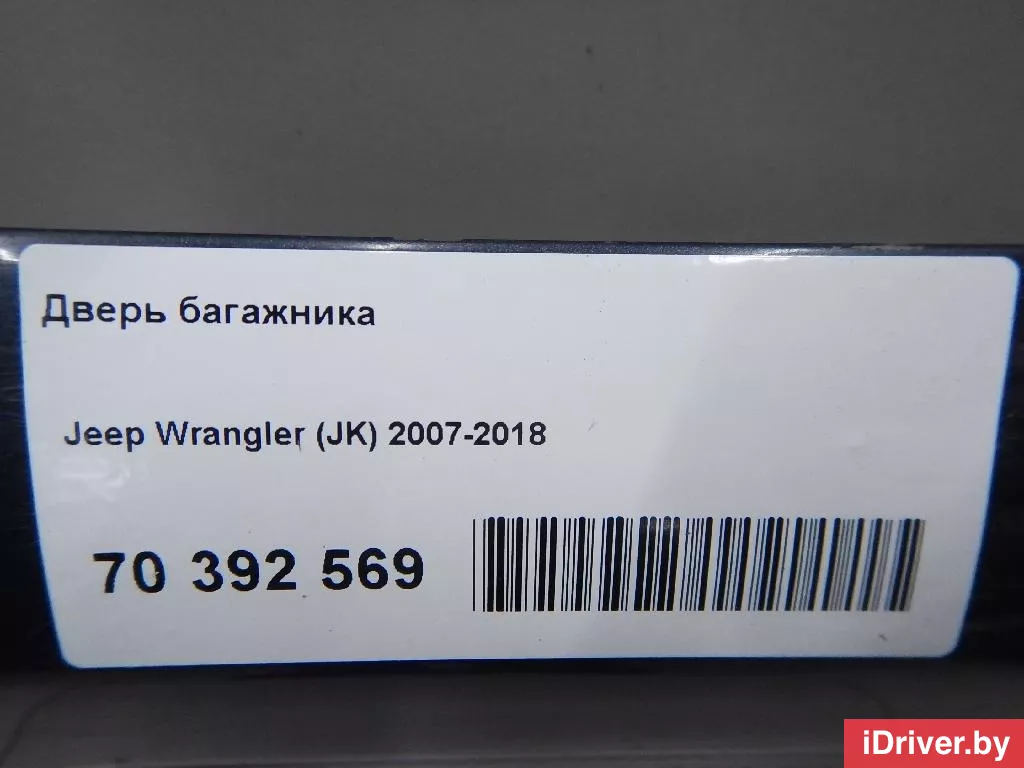 Дверь багажника
Jeep Wrangler (JK) 2007-2018
70 392 569
iDriver.by